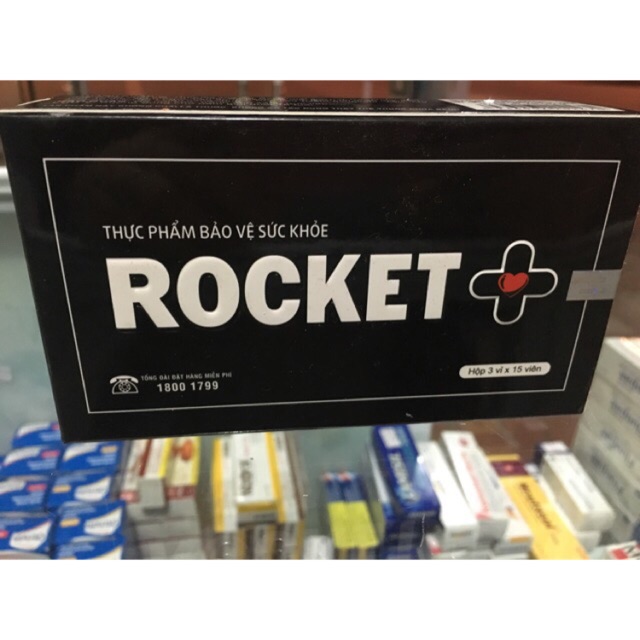 THỰC PHẨM BẢO VỆ SỨC KHỎE
ROCKET
TỔNG ĐÀI ĐẶT HÀNG MIỄN PHÍ
1800 1799
Hộp 3 vỉ x 15 viên